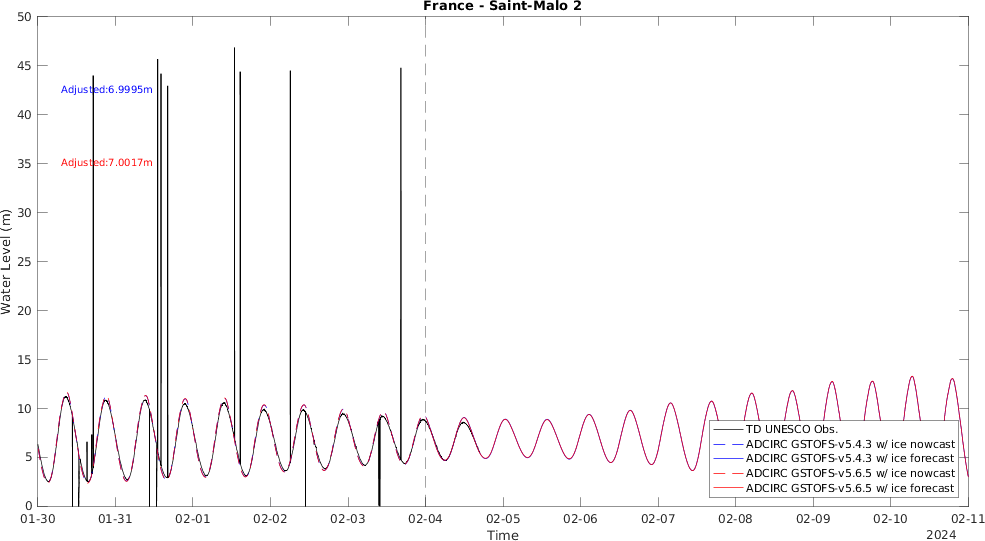 France - Saint-Malo 2
50
45
40
35
30
25
20
15
10
5
0
Water Level (m)
Adjusted:6.9995m
Adjusted:7.0017m
TD UNESCO Obs.
ADCIRC GSTOFS-v5.4.3 w/ ice nowcast
ADCIRC GSTOFS-v5.4.3 w/ ice forecast
ADCIRC GSTOFS-v5.6.5 w/ ice nowcast
ADCIRC GSTOFS-v5.6.5 w/ ice forecast
01-30 01-31 02-01 02-02 02-03 02-04 02-05 02-06 02-07 02-08 02-09 02-10 02-11
Time
2024